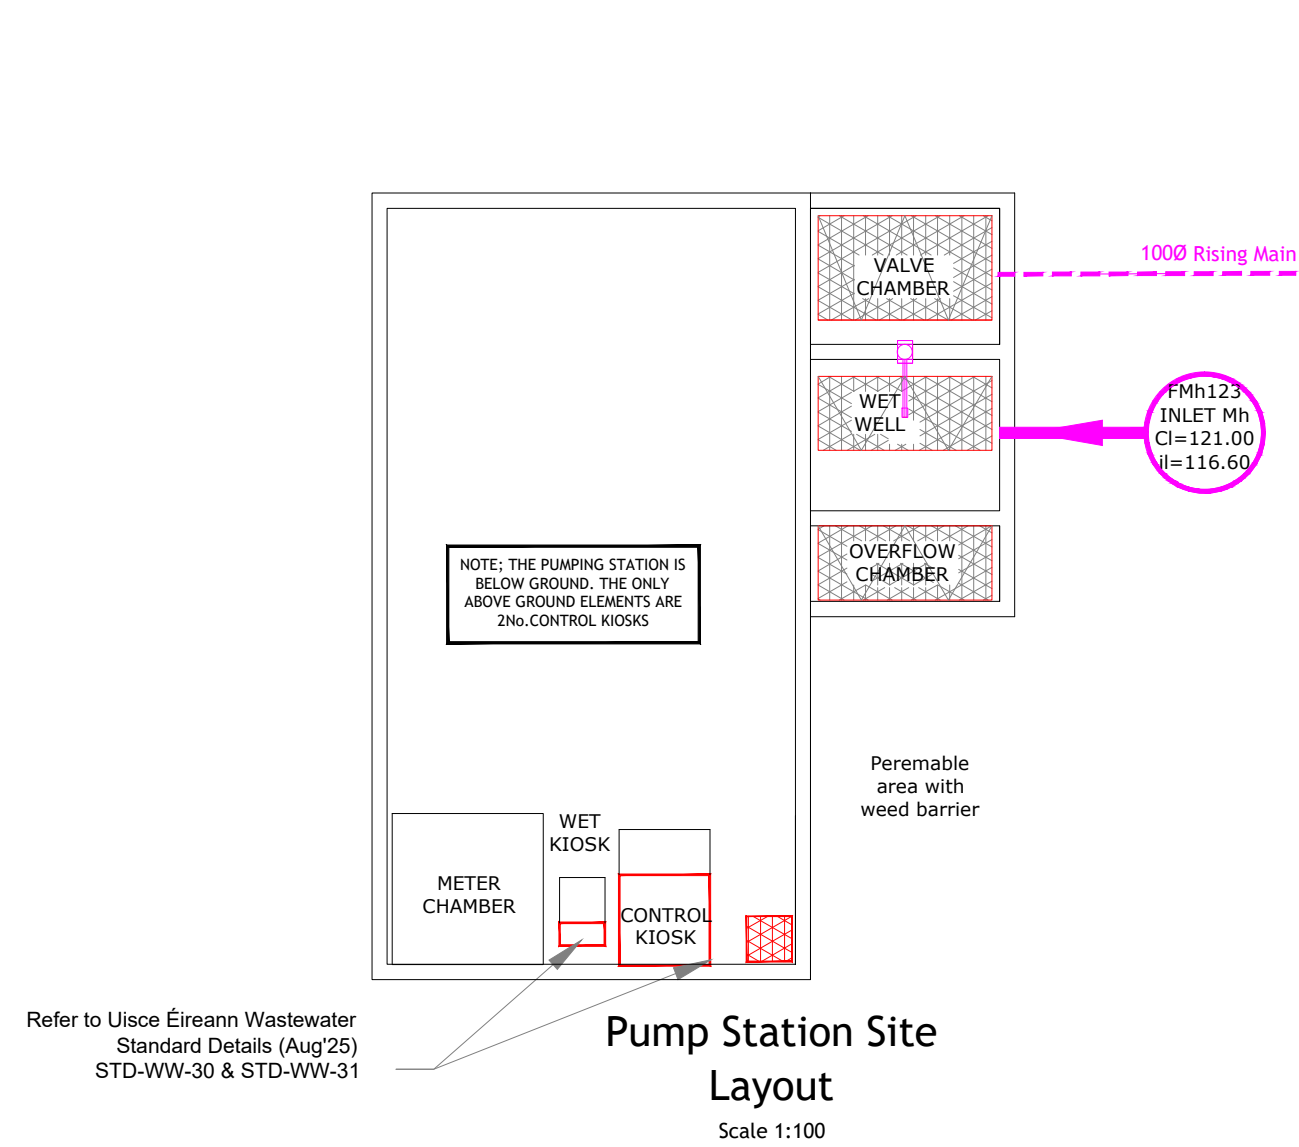 100Ø Rising Main
VALVE
CHAMBER
FMh123
INLET Mh
Cl=121.00
il=116.60
WET
WELL
OVERFLOW
CHAMBER
NOTE; THE PUMPING STATION IS
BELOW GROUND. THE ONLY
ABOVE GROUND ELEMENTS ARE
2No.CONTROL KIOSKS
Peremable
area with
weed barrier
WET
KIOSK
METER
CHAMBER
CONTROL
KIOSK
Refer to Uisce Éireann Wastewater
Standard Details (Aug'25)
STD-WW-30 & STD-WW-31
Pump Station Site
Layout
Scale 1:100